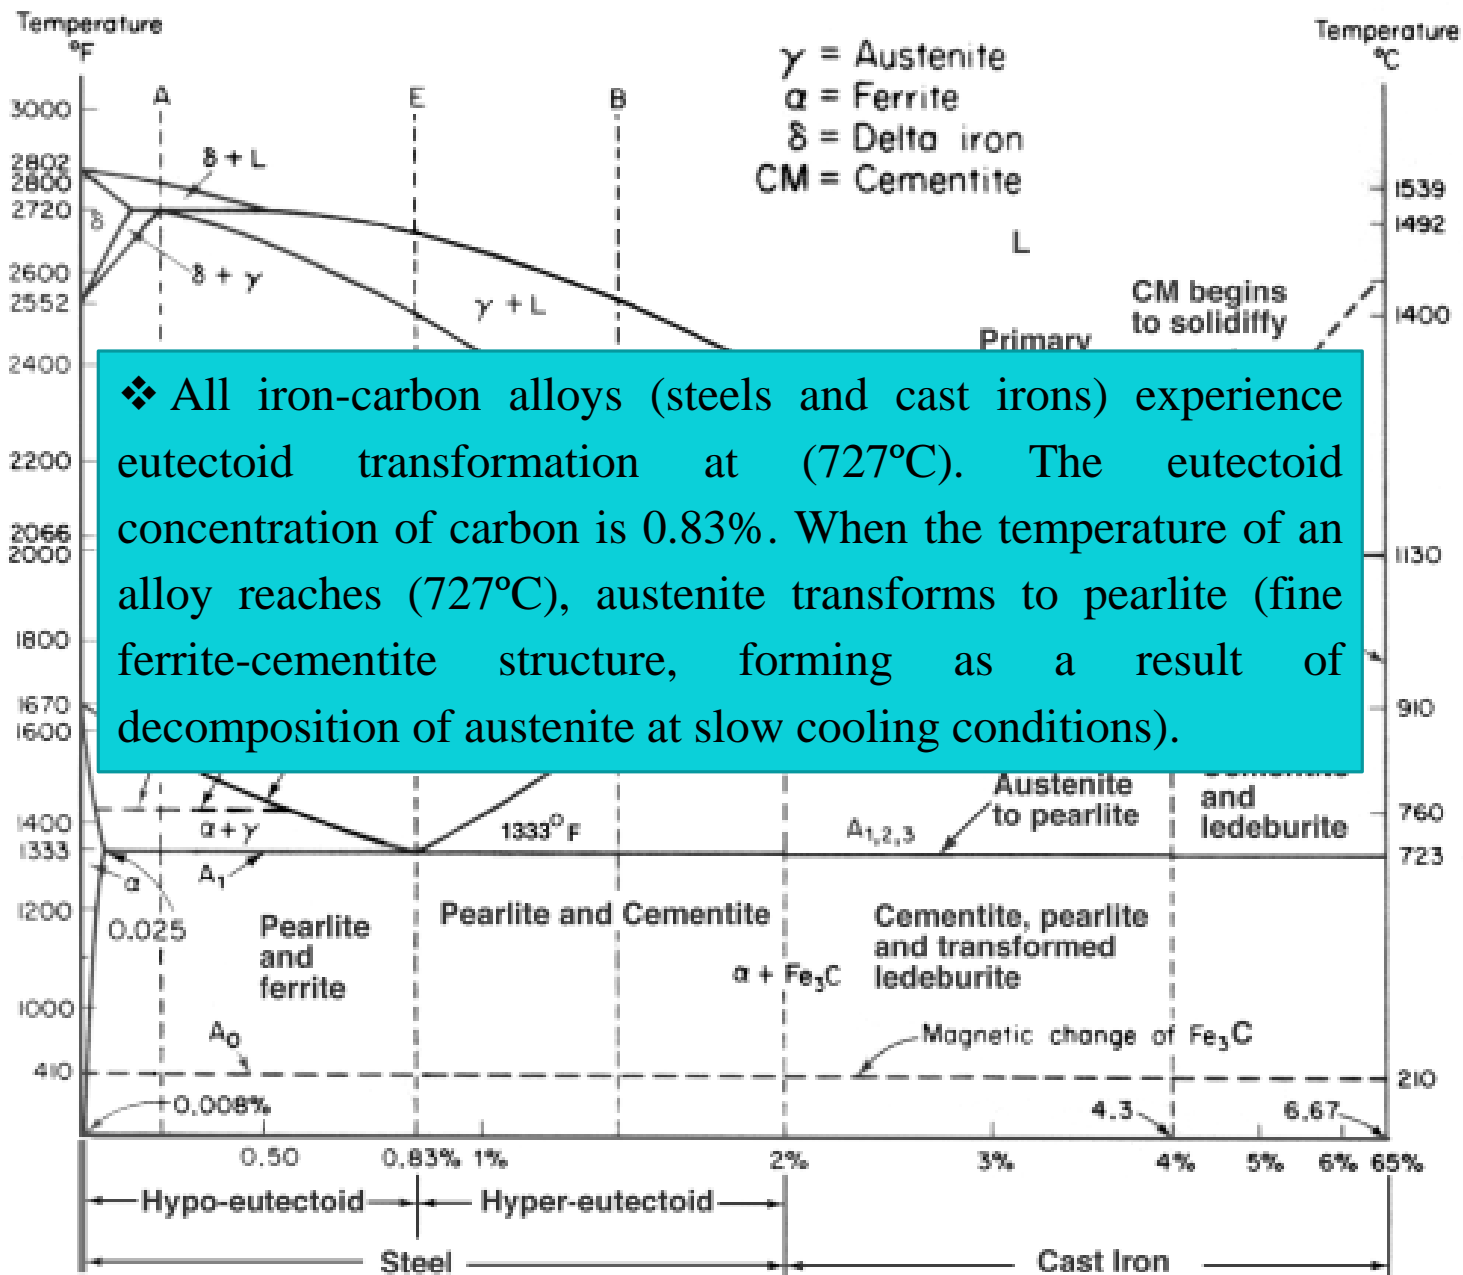 Temperature
°F
Temperature
°C
γ = Austenite
α = Ferrite
δ = Delta iron
CM = Cementite
A
E
B
3000
2802
2800
2720
2600
2552
2400
2200
2066
2000
1800
1670
1600
1400
1333
1200
1000
410
1539
1492
1400
1130
910
760
723
210
δ + L
δ
δ + γ
γ + L
L
CM begins
to solidiffy
Primary
❖ All iron-carbon alloys (steels and cast irons) experience
eutectoid transformation at (727ºC). The eutectoid
concentration of carbon is 0.83%. When the temperature of an
alloy reaches (727ºC), austenite transforms to pearlite (fine
ferrite-cementite structure, forming as a result of
decomposition of austenite at slow cooling conditions).
α + γ
1333°F
A1,2,3
Austenite
to pearlite
and
ledeburite
α
A1
0.025
Pearlite
and
ferrite
Pearlite and Cementite
Cementite, pearlite
and transformed
ledeburite
α + Fe3C
A0
Magnetic change of Fe3C
0.008%
4.3
6.67
0.50
0.83%
1%
2%
3%
4%
5%
6%
65%
Hypo-eutectoid
Hyper-eutectoid
Steel
Cast Iron